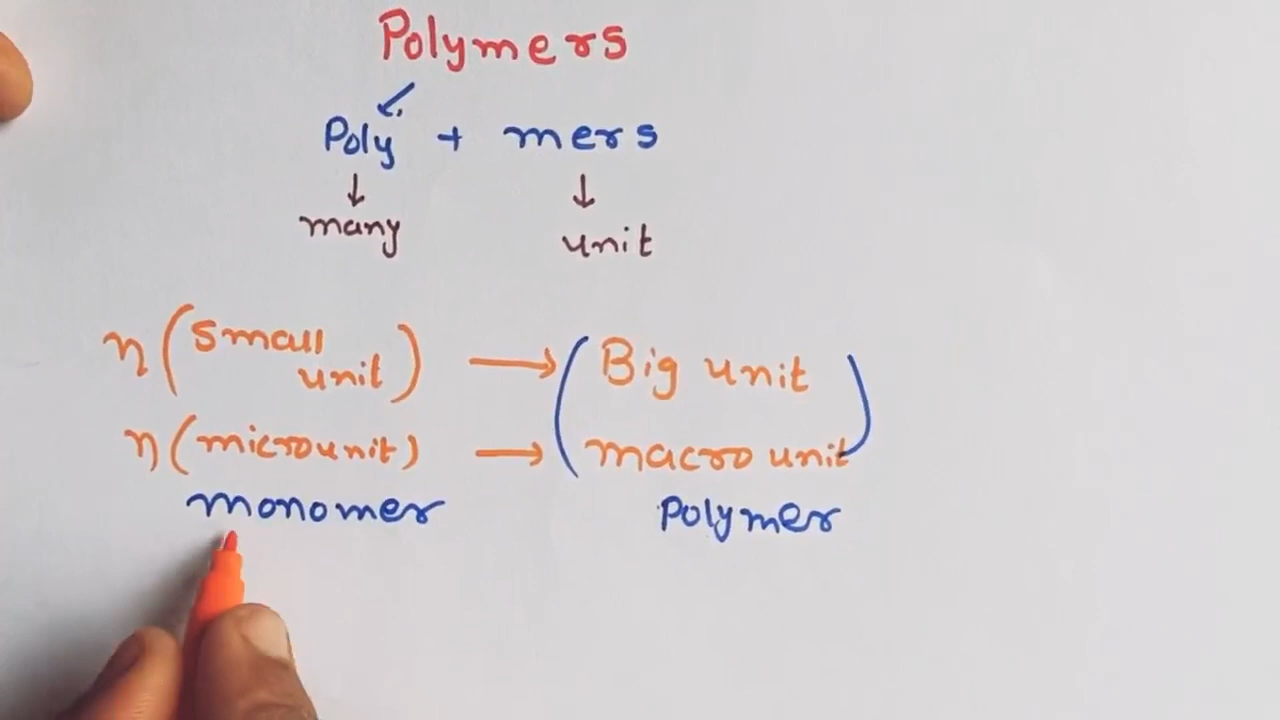 Polymers
Poly + mers
↓ ↓
many unit
n (small unit) → (Big unit
n (microunit) → macro unit)
monomer Polymer